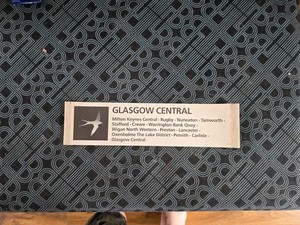 GLASGOW CENTRAL
Milton Keynes Central - Rugby - Nuneaton - Tamworth -
Stafford - Crewe - Warrington Bank Quay -
Wigan North Western - Preston - Lancaster -
Oxenholme The Lake District - Penrith - Carlisle -
Glasgow Central